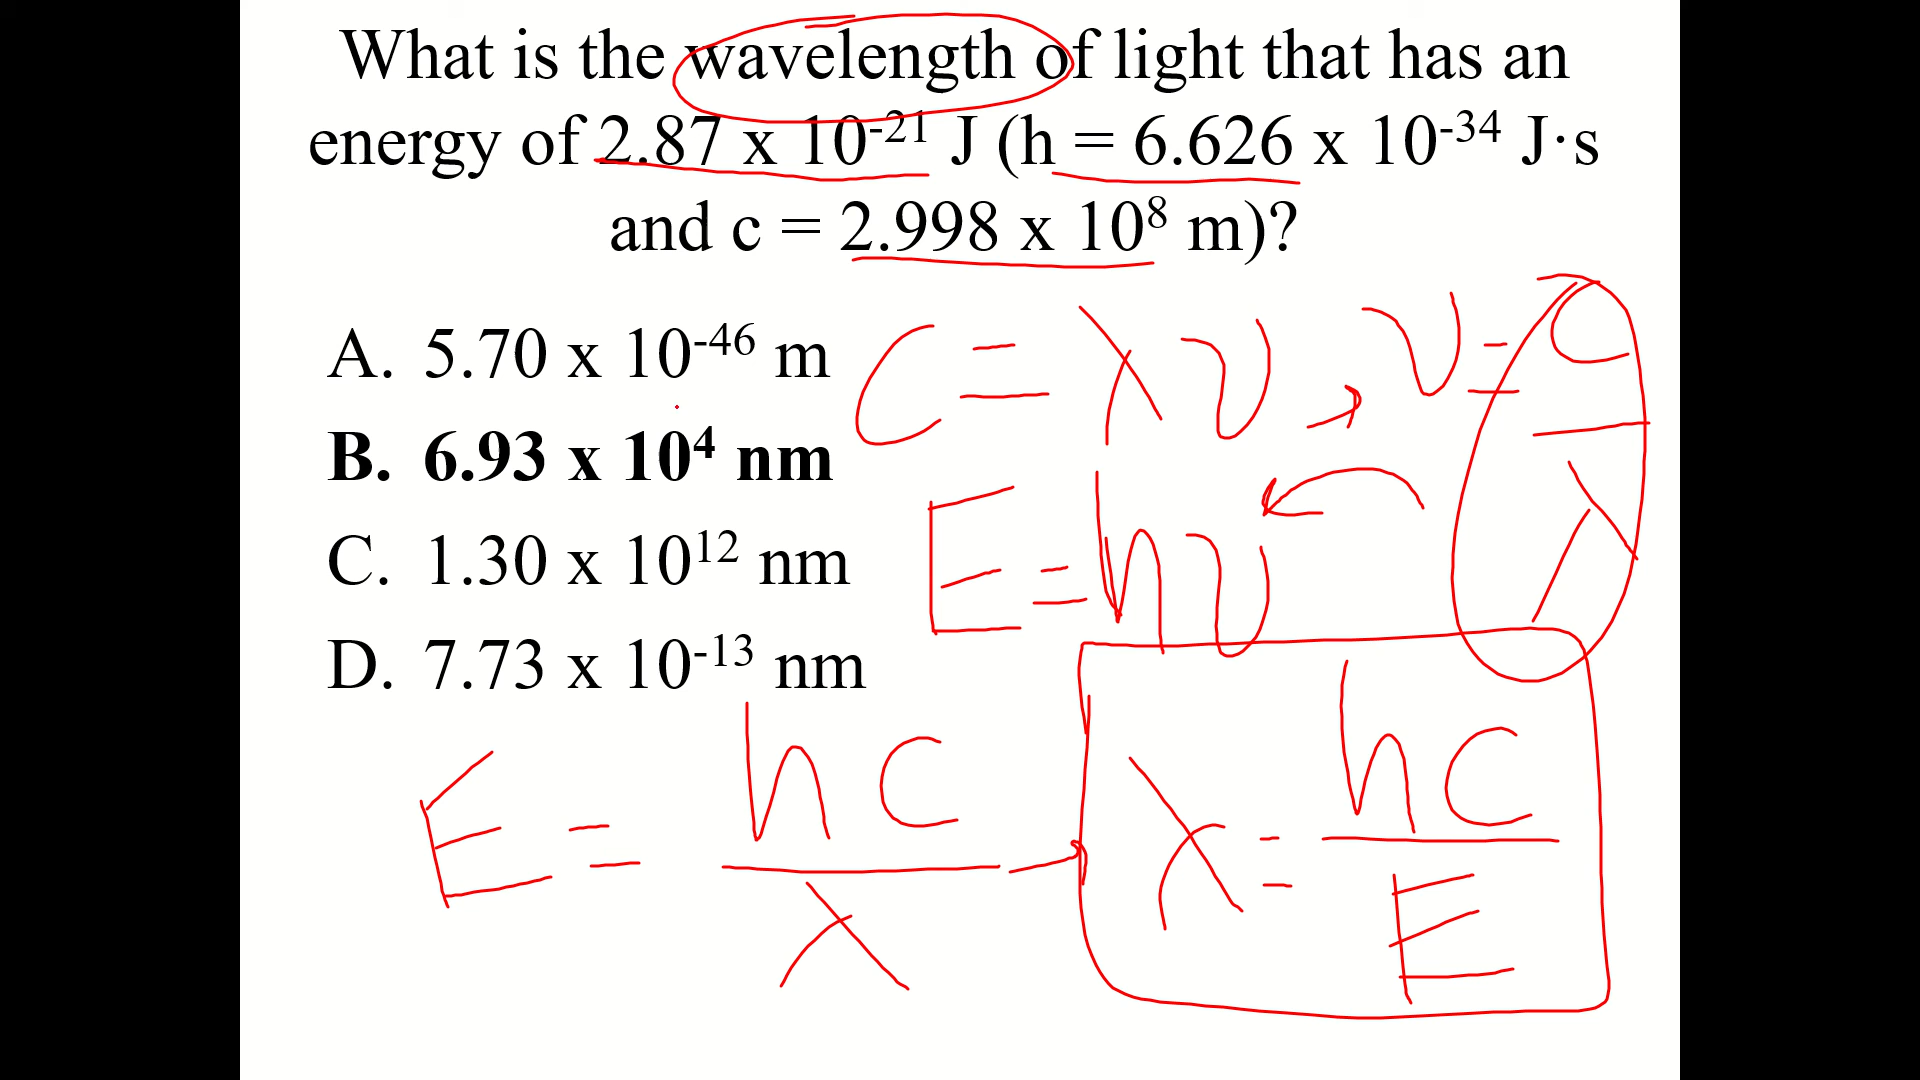 What is the wavelength of light that has an
energy of 2.87 x 10⁻²¹ J (h = 6.626 x 10⁻³⁴ J·s
and c = 2.998 x 10⁸ m)?
A. 5.70 x 10⁻⁴⁶ m
B. 6.93 x 10⁴ nm
C. 1.30 x 10¹² nm
D. 7.73 x 10⁻¹³ nm
C = λν → ν = C/λ
E = hν
E = hc/λ → λ = hc/E